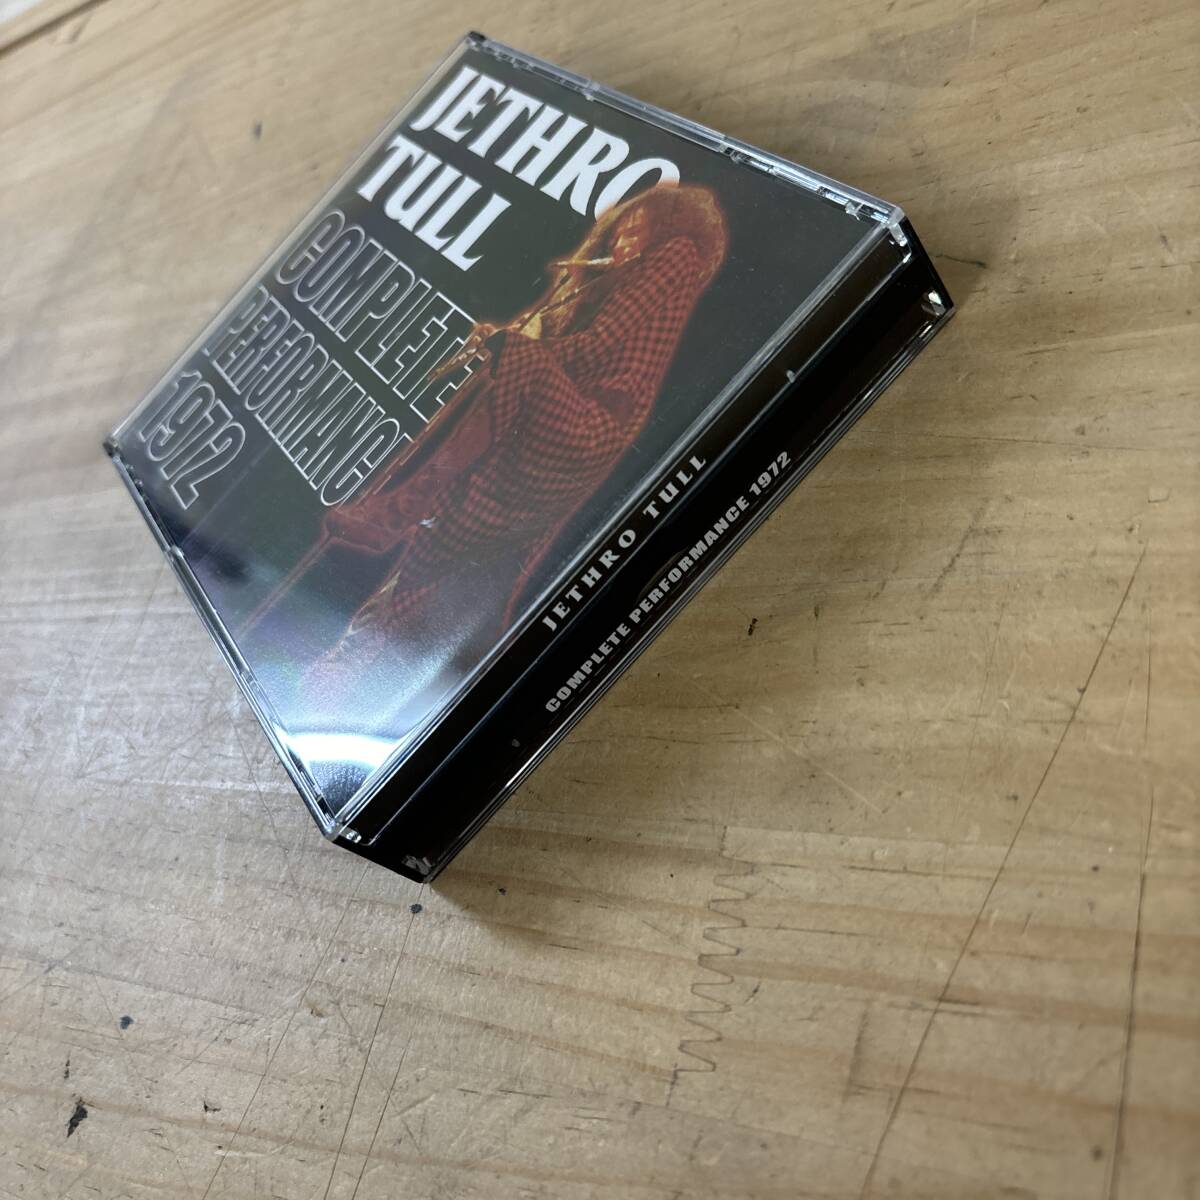 JETHRO
TULL
COMPLETE
PERFORMANCE
1972
JETHRO TULL
COMPLETE PERFORMANCE 1972